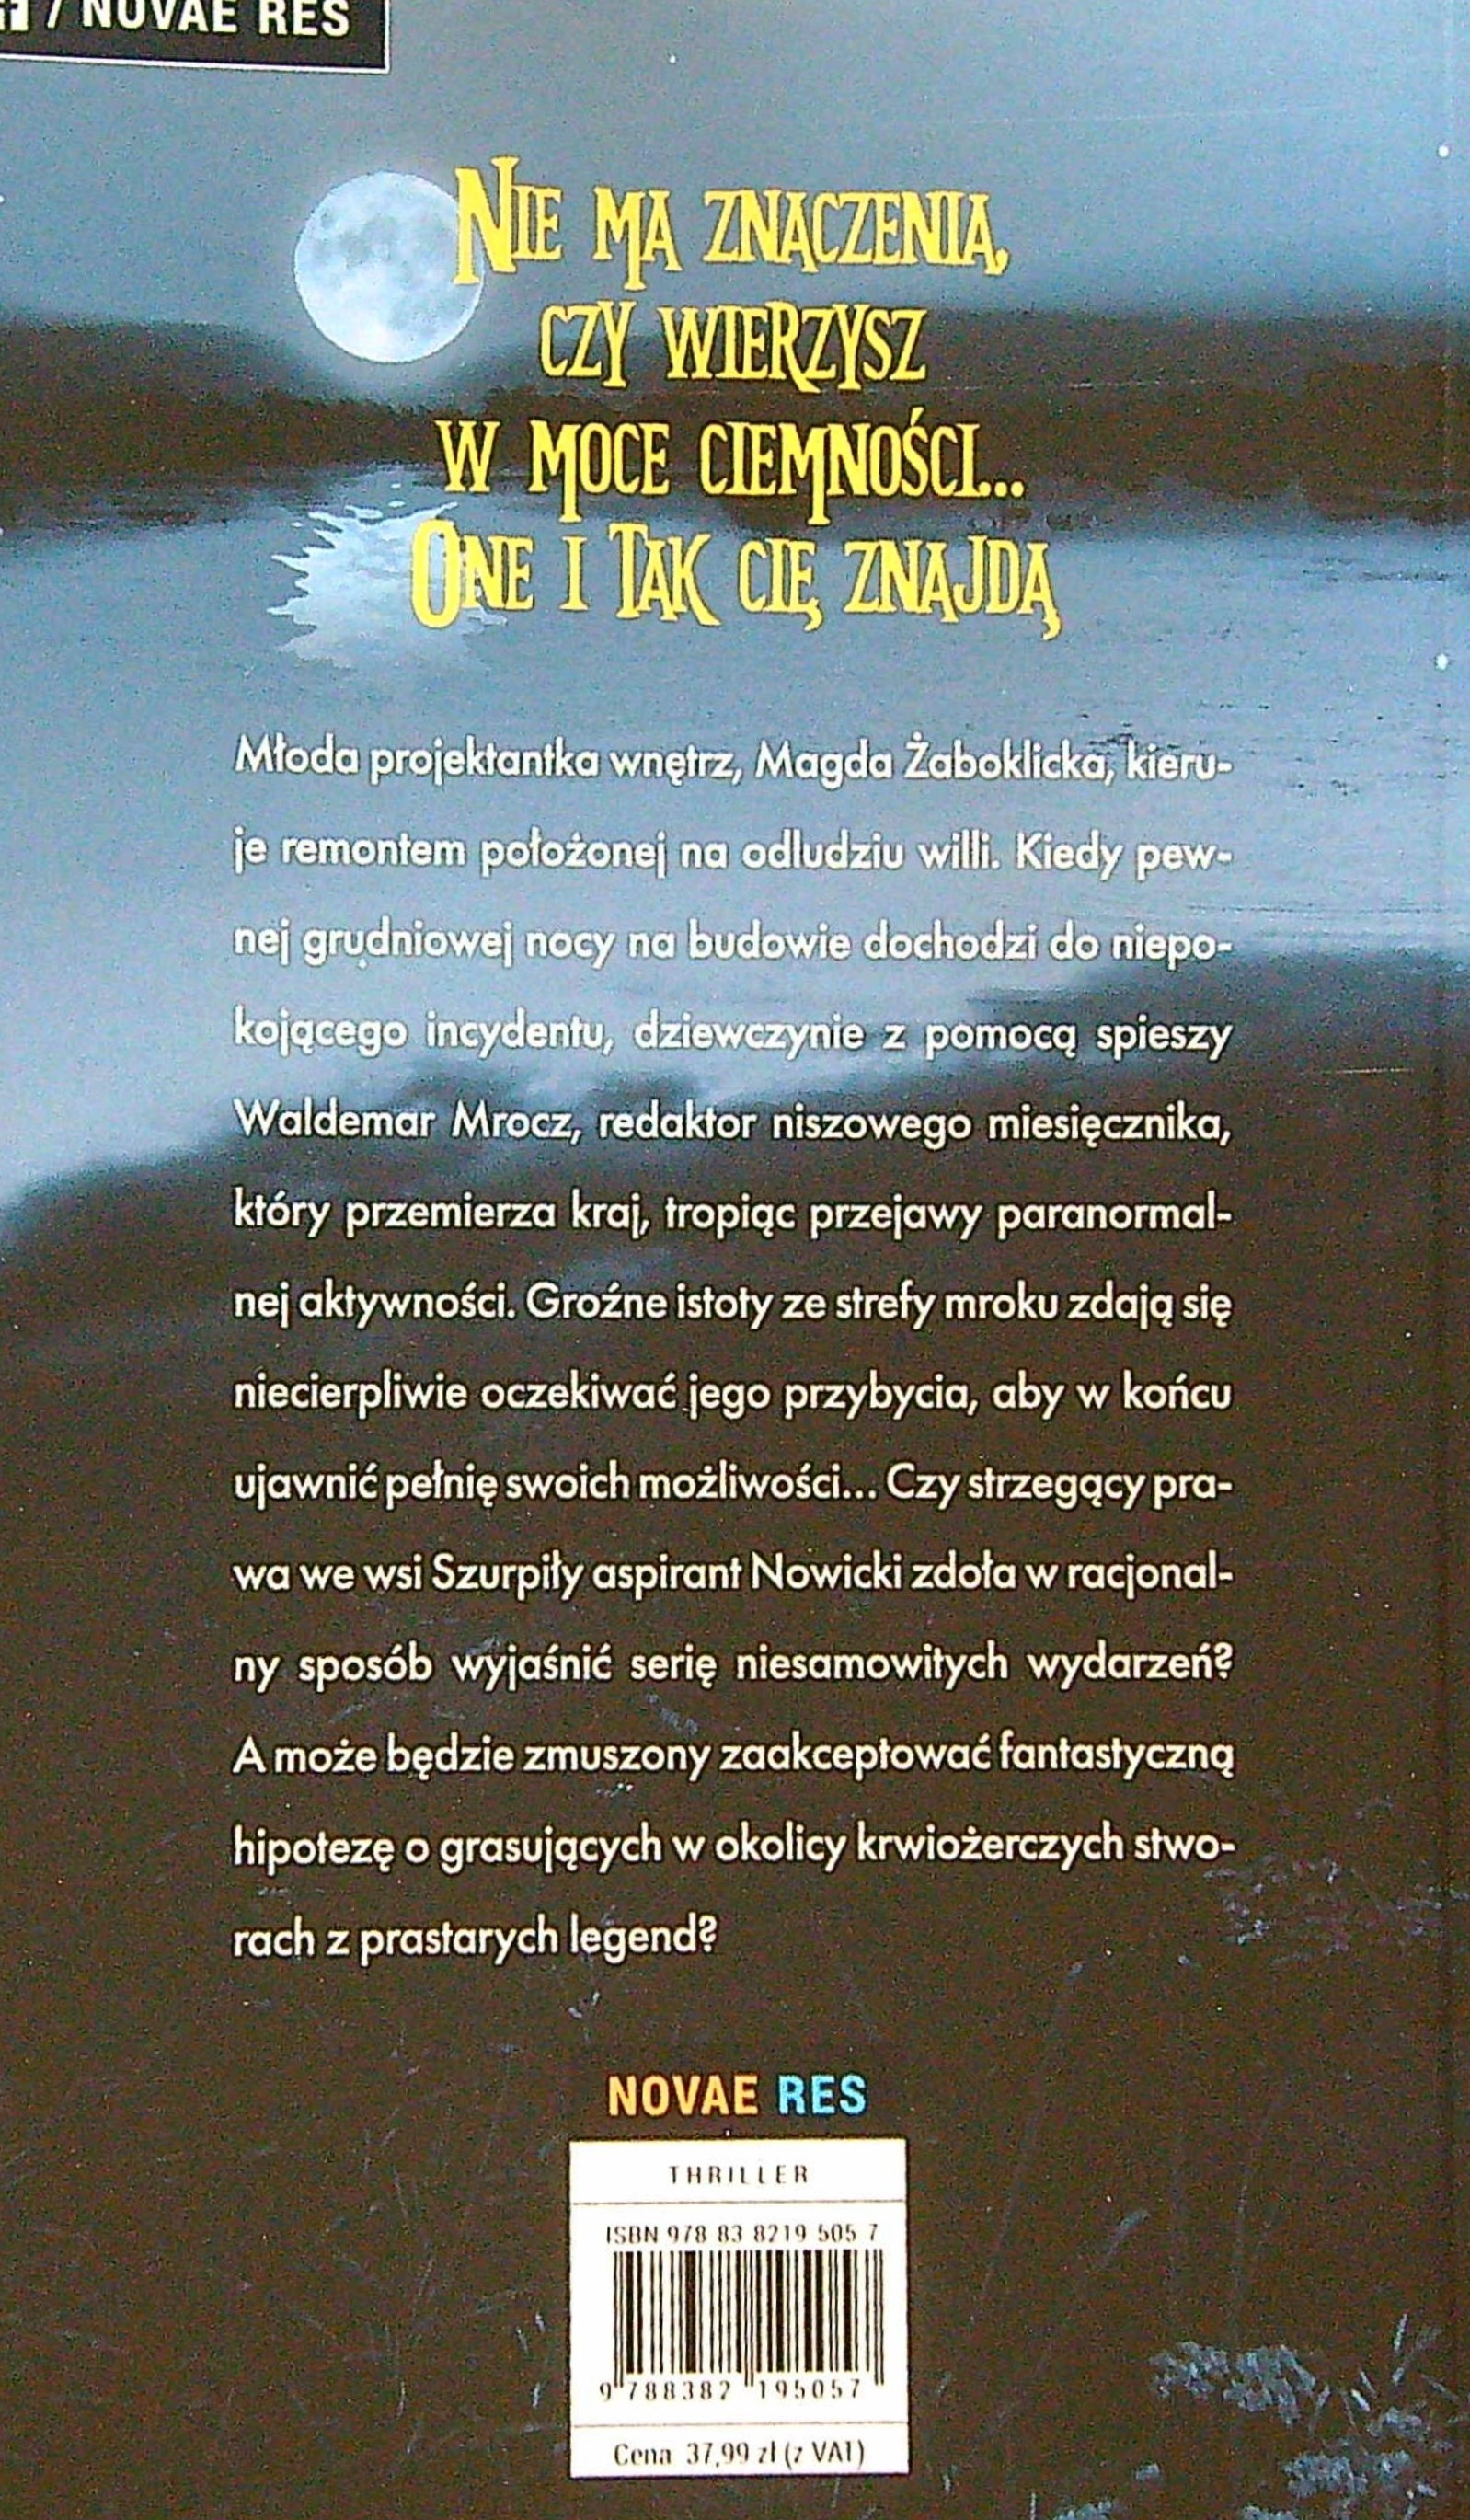 / NOVAE RES
NIE MA ZNACZENIA,
CZY WIERZYSZ
W MOCE CIEMNOŚCI...
ONE I TAK CIĘ ZNAJDĄ
Młoda projektantka wnętrz, Magda Żaboklicka, kieru-
je remontem położonej na odludziu willi. Kiedy pew-
nej grudniowej nocy na budowie dochodzi do niepo-
kojącego incydentu, dziewczynie z pomocą spieszy
Waldemar Mrocz, redaktor niszowego miesięcznika,
który przemierza kraj, tropiąc przejawy paranormal-
nej aktywności. Groźne istoty ze strefy mroku zdają się
niecierpliwie oczekiwać jego przybycia, aby w końcu
ujawnić pełnię swoich możliwości... Czy strzegący pra-
wa we wsi Szurpiły aspirant Nowicki zdoła w racjonal-
ny sposób wyjaśnić serię niesamowitych wydarzeń?
A może będzie zmuszony zaakceptować fantastyczną
hipotezę o grasujących w okolicy krwiożerczych stwo-
rach z prastarych legend?
NOVAE RES
THRILLER
ISBN 978 83 8219 505 7
9 788382 195057
Cena 37,99 zł (z VAT)